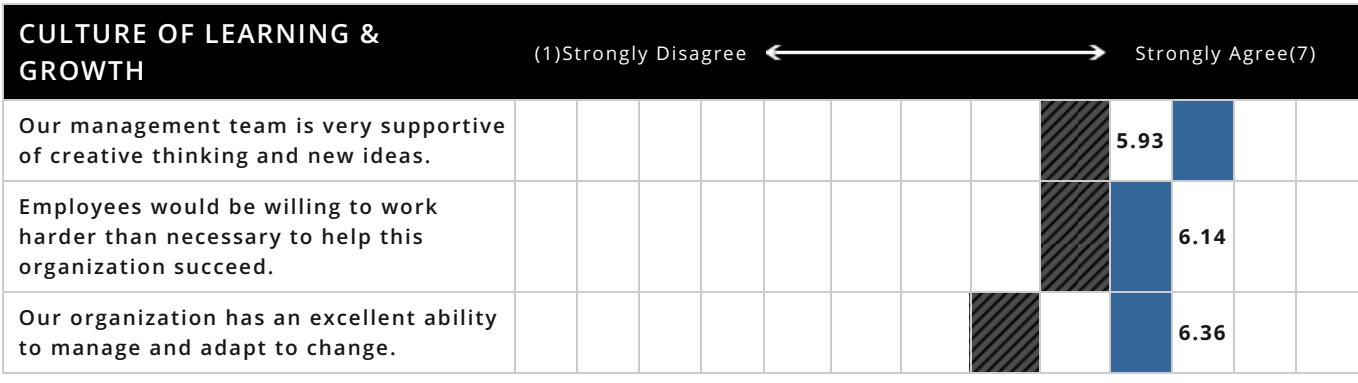 CULTURE OF LEARNING &
GROWTH
(1)Strongly Disagree
Strongly Agree(7)
Our management team is very supportive
of creative thinking and new ideas.
5.93
Employees would be willing to work
harder than necessary to help this
organization succeed.
6.14
Our organization has an excellent ability
to manage and adapt to change.
6.36